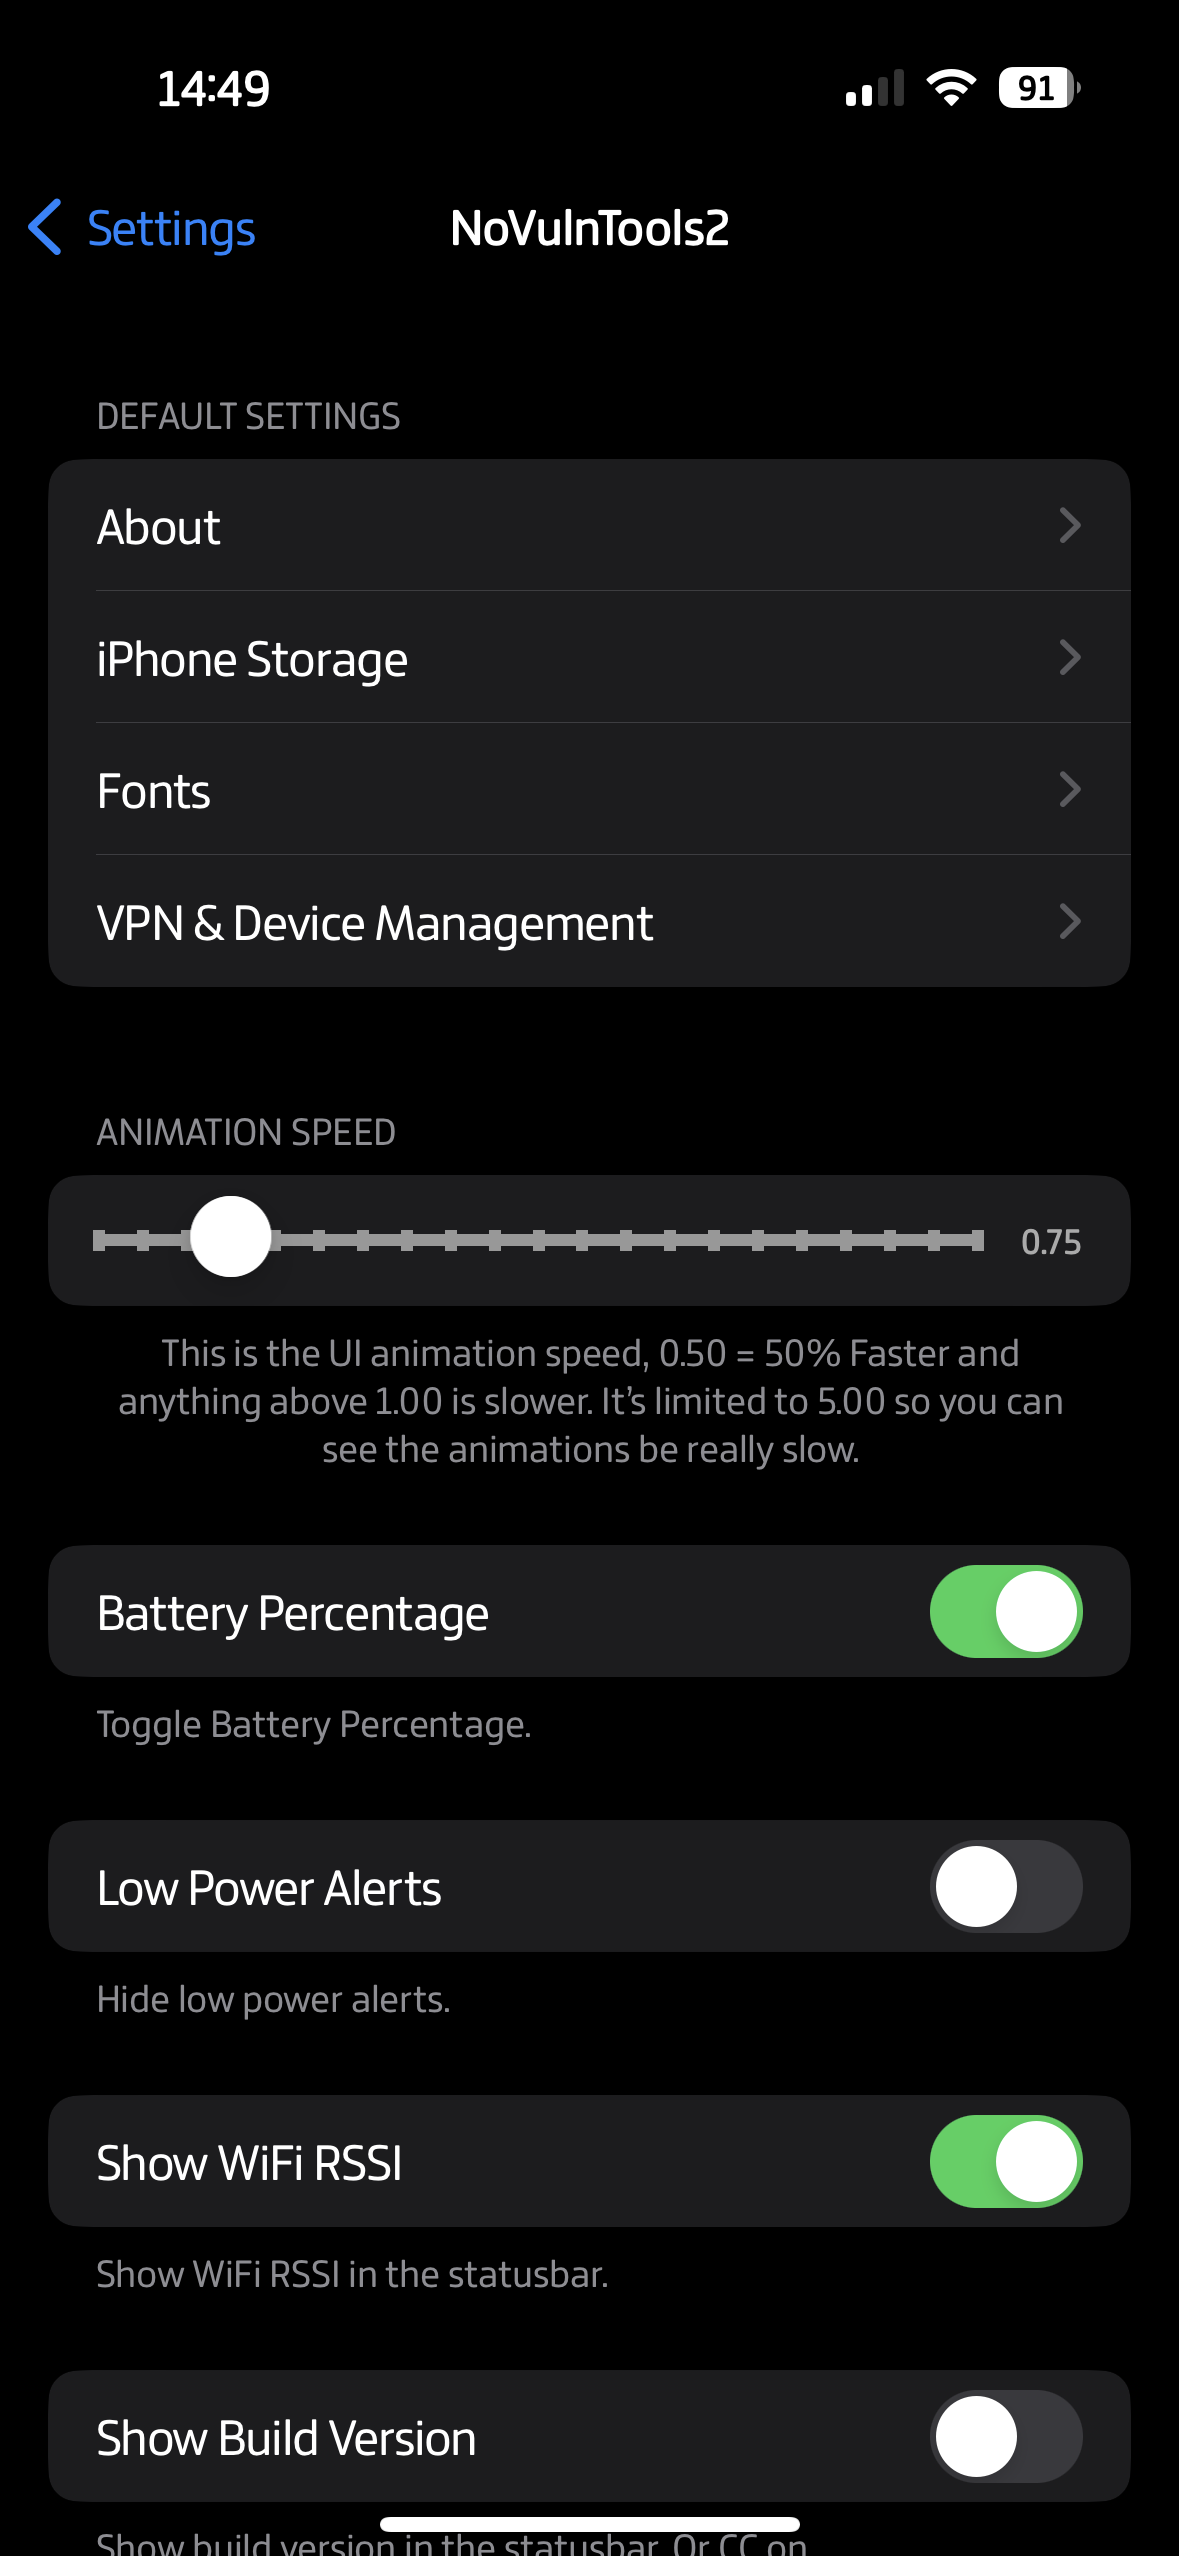 14:49
91
Settings
NoVulnTools2
DEFAULT SETTINGS
About
iPhone Storage
Fonts
VPN & Device Management
ANIMATION SPEED
0.75
This is the UI animation speed, 0.50 = 50% Faster and
anything above 1.00 is slower. It’s limited to 5.00 so you can
see the animations be really slow.
Battery Percentage
Toggle Battery Percentage.
Low Power Alerts
Hide low power alerts.
Show WiFi RSSI
Show WiFi RSSI in the statusbar.
Show Build Version
Show build version in the statusbar. Or CC on